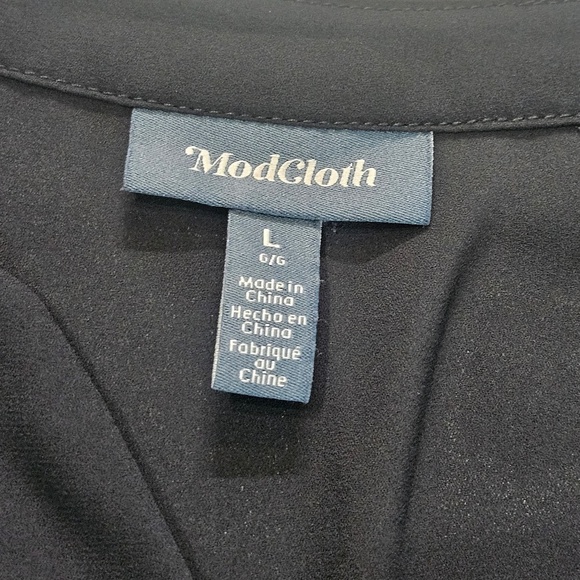 ModCloth
L
G/G
Made in
China
Hecho en
China
Fabriqué
au
Chine